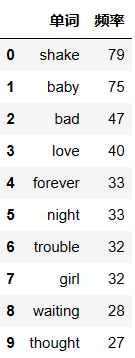 单词 频率
0 shake 79
1 baby 75
2 bad 47
3 love 40
4 forever 33
5 night 33
6 trouble 32
7 girl 32
8 waiting 28
9 thought 27